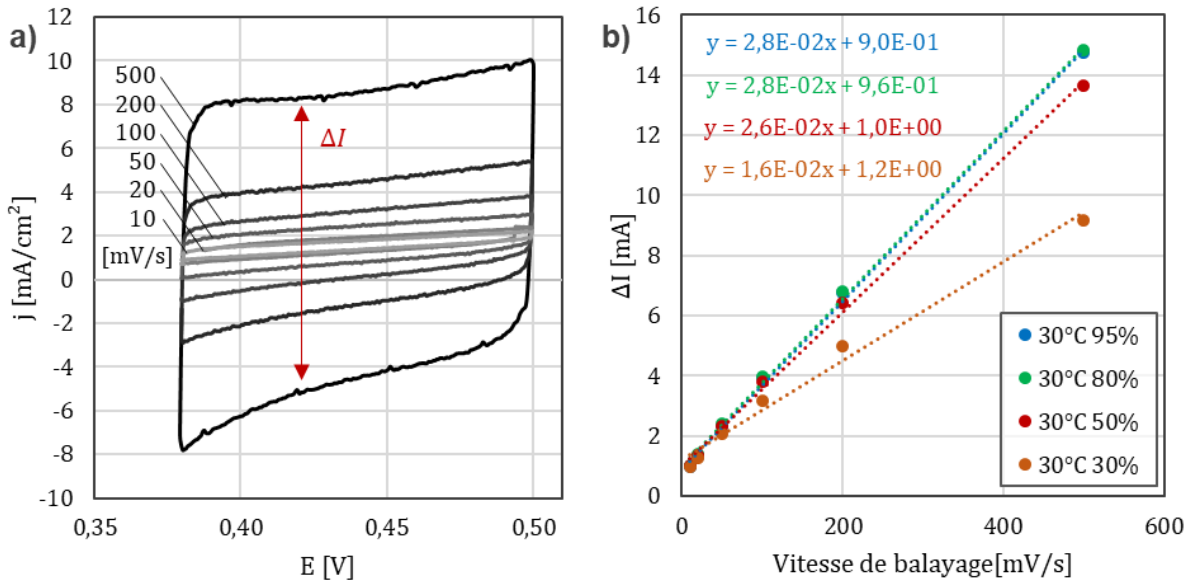 a)
12
10
8
6
4
2
0
-2
-4
-6
-8
-10
j [mA/cm²]
500
200
100
50
20
10
[mV/s]
ΔI
0,35
0,40
0,45
0,50
E [V]
b)
16
14
12
10
8
6
4
2
0
ΔI [mA]
y = 2,8E-02x + 9,0E-01
y = 2,8E-02x + 9,6E-01
y = 2,6E-02x + 1,0E+00
y = 1,6E-02x + 1,2E+00
30°C 95%
30°C 80%
30°C 50%
30°C 30%
0
200
400
600
Vitesse de balayage[mV/s]